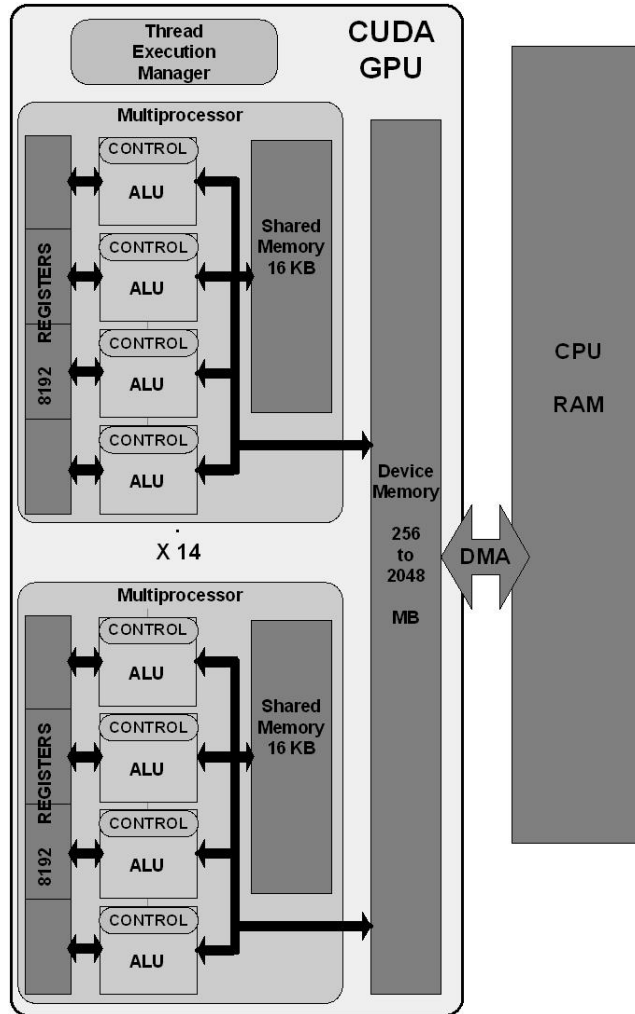 Thread
Execution
Manager
CUDA
GPU
Multiprocessor
8192 REGISTERS
CONTROL
ALU
CONTROL
ALU
CONTROL
ALU
CONTROL
ALU
Shared
Memory
16 KB
X 14
Multiprocessor
8192 REGISTERS
CONTROL
ALU
CONTROL
ALU
CONTROL
ALU
CONTROL
ALU
Shared
Memory
16 KB
Device
Memory
256
to
2048
MB
DMA
CPU
RAM